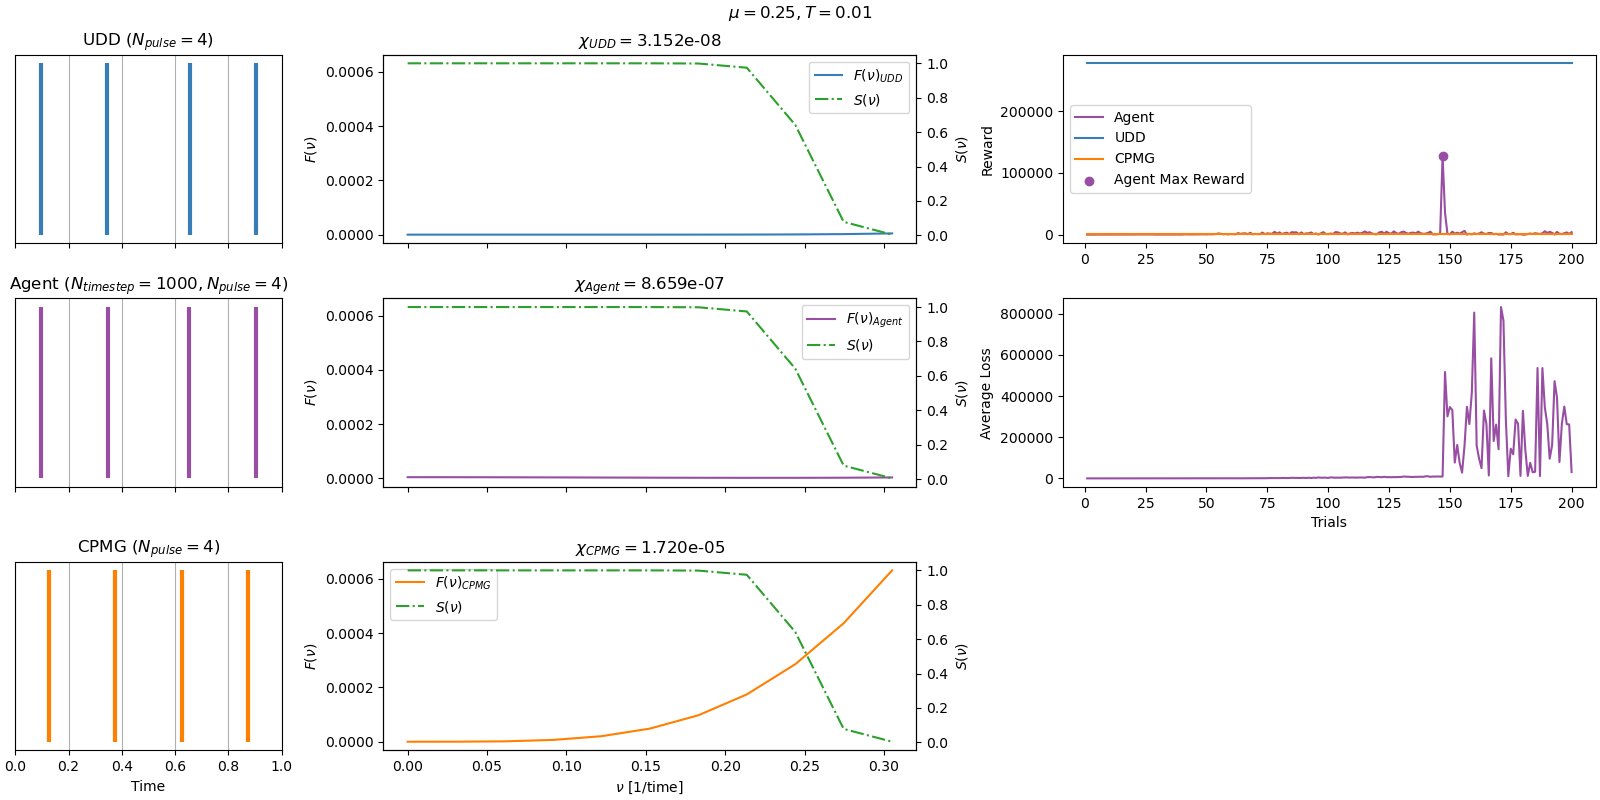 μ = 0.25, T = 0.01
UDD (N_pulse = 4)
χ_UDD = 3.152e-08
0.0006
0.0004
0.0002
0.0000
F(ν)
F(ν)_UDD
S(ν)
1.0
0.8
0.6
0.4
0.2
0.0
S(ν)
200000
100000
0
Reward
Agent
UDD
CPMG
Agent Max Reward
0 25 50 75 100 125 150 175 200
Agent (N_timestep = 1000, N_pulse = 4)
χ_Agent = 8.659e-07
0.0006
0.0004
0.0002
0.0000
F(ν)
F(ν)_Agent
S(ν)
1.0
0.8
0.6
0.4
0.2
0.0
S(ν)
800000
600000
400000
200000
0
Average Loss
0 25 50 75 100 125 150 175 200
Trials
CPMG (N_pulse = 4)
0.0 0.2 0.4 0.6 0.8 1.0
Time
χ_CPMG = 1.720e-05
0.0006
0.0004
0.0002
0.0000
F(ν)
F(ν)_CPMG
S(ν)
1.0
0.8
0.6
0.4
0.2
0.0
S(ν)
0.00 0.05 0.10 0.15 0.20 0.25 0.30
ν [1/time]